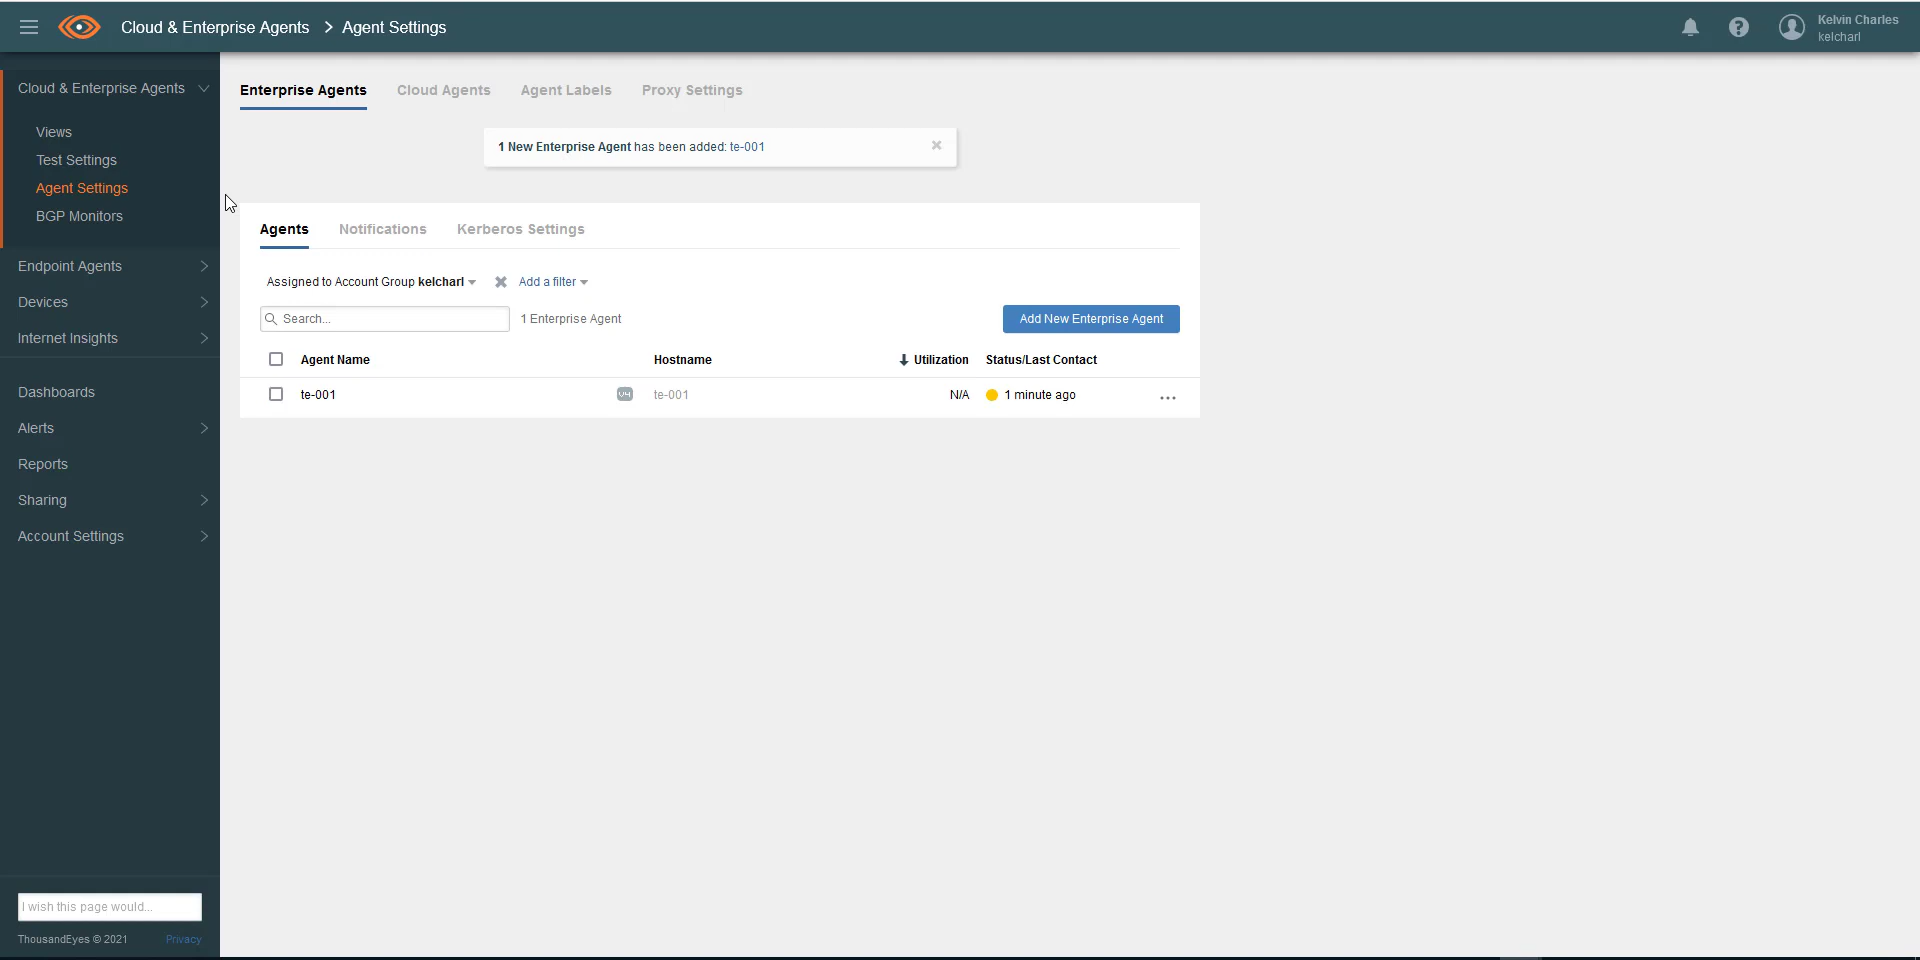 Cloud & Enterprise Agents > Agent Settings
Kelvin Charles
kelcharl
Cloud & Enterprise Agents
Views
Test Settings
Agent Settings
BGP Monitors
Endpoint Agents
Devices
Internet Insights
Dashboards
Alerts
Reports
Sharing
Account Settings
I wish this page would...
ThousandEyes © 2021 Privacy
Enterprise Agents Cloud Agents Agent Labels Proxy Settings
1 New Enterprise Agent has been added: te-001
Agents Notifications Kerberos Settings
Assigned to Account Group kelcharl Add a filter
Search... 1 Enterprise Agent Add New Enterprise Agent
Agent Name Hostname Utilization Status/Last Contact
te-001 V4 te-001 N/A 1 minute ago